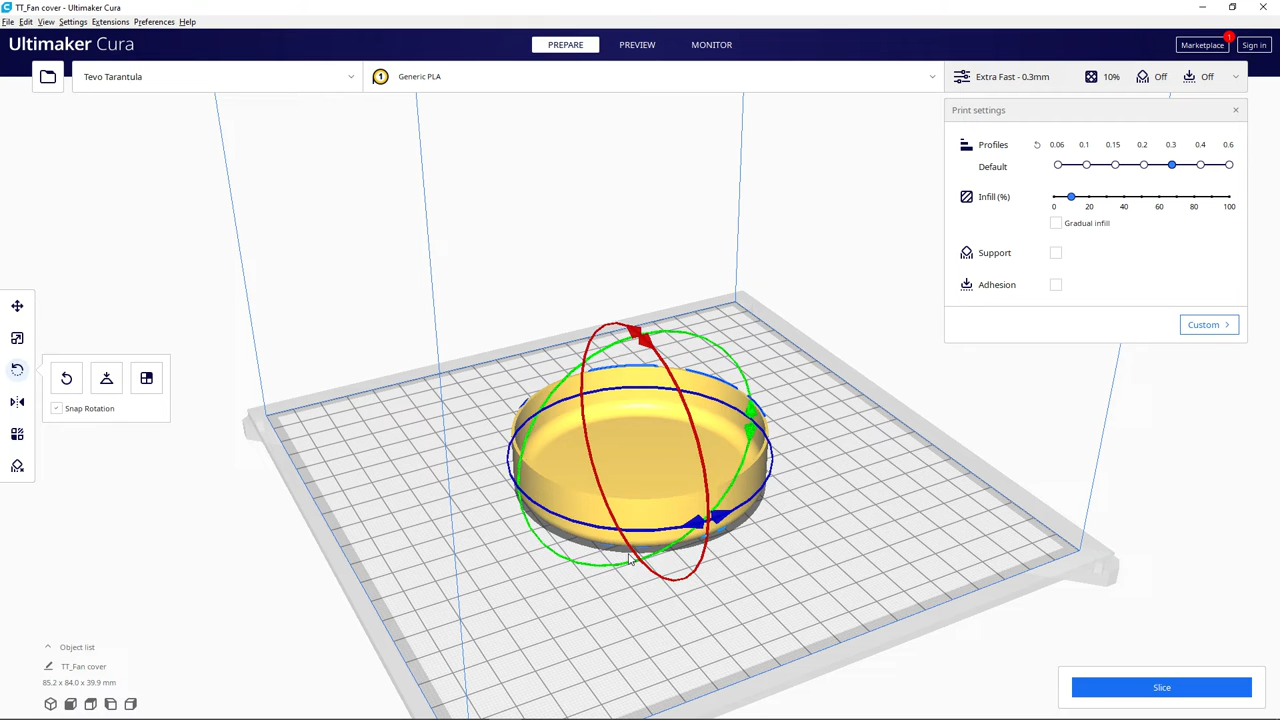 TT_Fan cover - Ultimaker Cura
File Edit View Settings Extensions Preferences Help
Ultimaker Cura
PREPARE PREVIEW MONITOR
Marketplace 1 Sign in
Tevo Tarantula
1 Generic PLA
Extra Fast - 0.3mm 10% Off Off
Print settings
Profiles 0.06 0.1 0.15 0.2 0.3 0.4 0.6
Default
Infill (%)
0 20 40 60 80 100
Gradual infill
Support
Adhesion
Custom
Snap Rotation
Object list
TT_Fan cover
85.2 x 84.0 x 39.9 mm
Slice